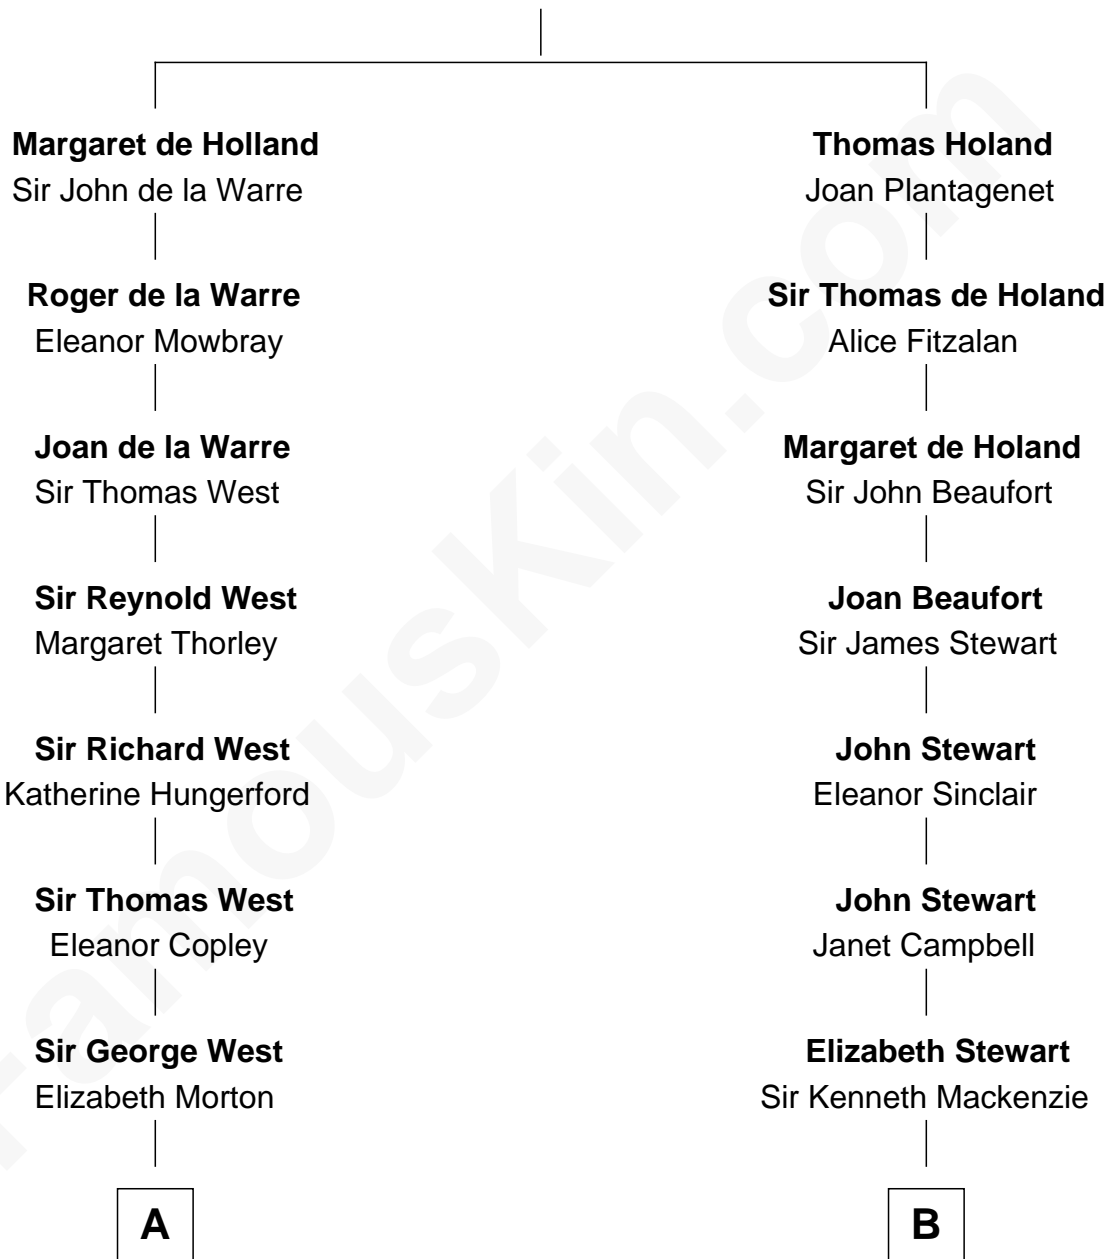 Margaret de Holland
Sir John de la Warre
Roger de la Warre
Eleanor Mowbray
Joan de la Warre
Sir Thomas West
Sir Reynold West
Margaret Thorley
Sir Richard West
Katherine Hungerford
Sir Thomas West
Eleanor Copley
Sir George West
Elizabeth Morton
A
Thomas Holand
Joan Plantagenet
Sir Thomas de Holand
Alice Fitzalan
Margaret de Holand
Sir John Beaufort
Joan Beaufort
Sir James Stewart
John Stewart
Eleanor Sinclair
John Stewart
Janet Campbell
Elizabeth Stewart
Sir Kenneth Mackenzie
B
FamousKin.com